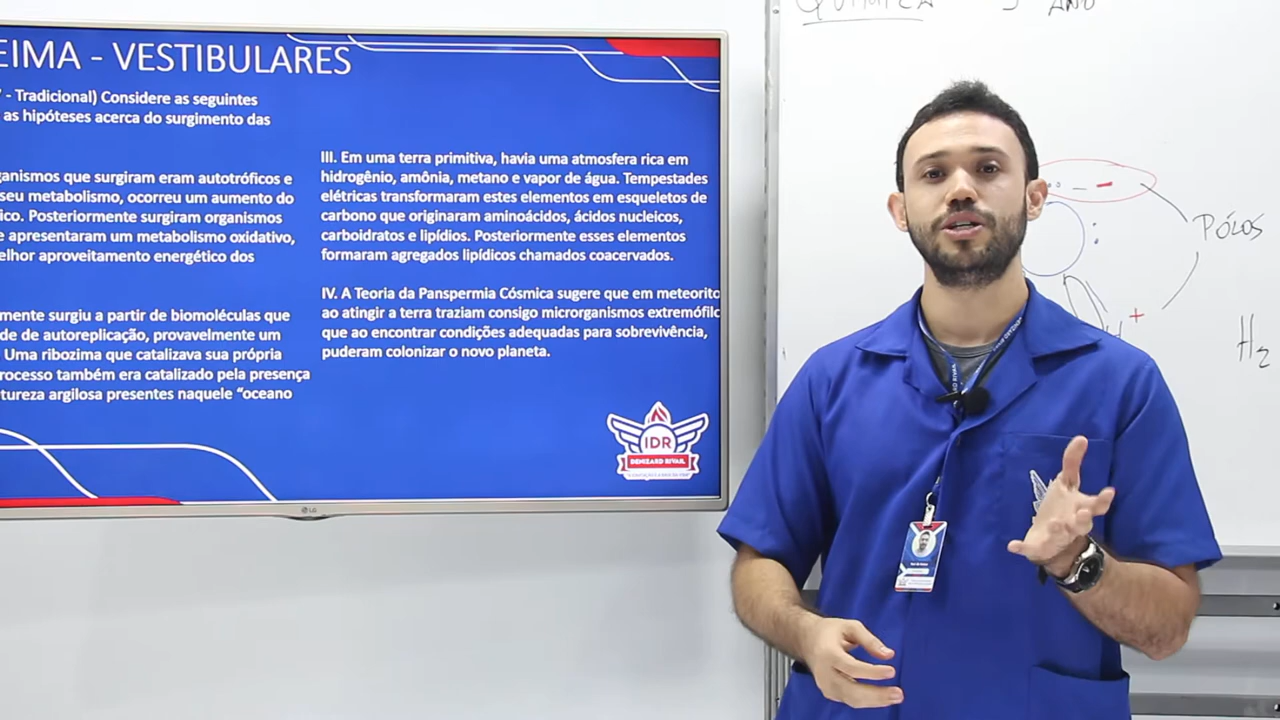 EIMA - VESTIBULARES
- Tradicional) Considere as seguintes
as hipóteses acerca do surgimento das
ganismos que surgiram eram autotróficos e
seu metabolismo, ocorreu um aumento do
ico. Posteriormente surgiram organismos
e apresentaram um metabolismo oxidativo,
elhor aproveitamento energético dos
mente surgiu a partir de biomoléculas que
de de autoreplicação, provavelmente um
Uma ribozima que catalizava sua própria
rocesso também era catalizado pela presença
tureza argilosa presentes naquele “oceano
III. Em uma terra primitiva, havia uma atmosfera rica em
hidrogênio, amônia, metano e vapor de água. Tempestades
elétricas transformaram estes elementos em esqueletos de
carbono que originaram aminoácidos, ácidos nucleicos,
carboidratos e lipídios. Posteriormente esses elementos
formaram agregados lipídicos chamados coacervados.
IV. A Teoria da Panspermia Cósmica sugere que em meteorito
ao atingir a terra traziam consigo microrganismos extremófilo
que ao encontrar condições adequadas para sobrevivência,
puderam colonizar o novo planeta.
IDR
DENIZARD RIVAIL
LG
QUÍMICA 3º ANO
PÓLOS
H₂